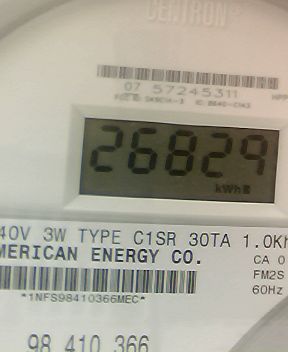 CENTRON®
07 57245311
26829
kWh
40V 3W TYPE C1SR 30TA 1.0Kh
MERICAN ENERGY CO.
CA 0
FM2S
60Hz
*1NFS98410366MEC*
98 410 366